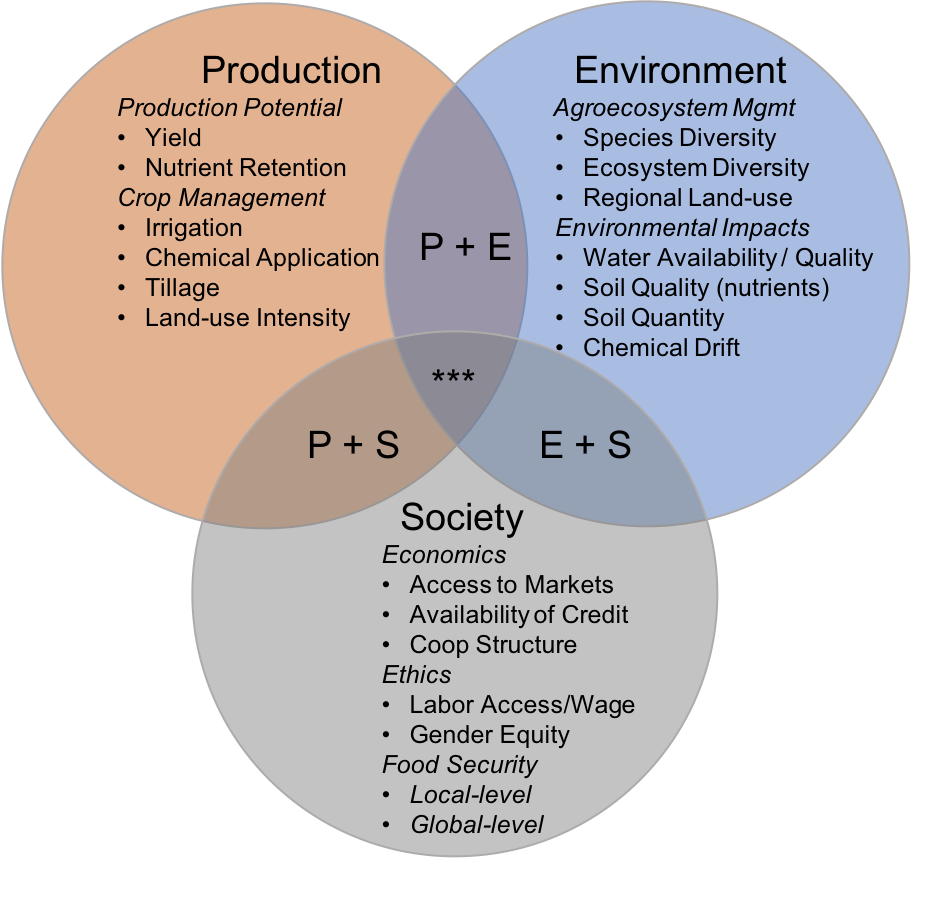 Production
Production Potential
• Yield
• Nutrient Retention
Crop Management
• Irrigation
• Chemical Application
• Tillage
• Land-use Intensity
Environment
Agroecosystem Mgmt
• Species Diversity
• Ecosystem Diversity
• Regional Land-use
Environmental Impacts
• Water Availability / Quality
• Soil Quality (nutrients)
• Soil Quantity
• Chemical Drift
P + E
***
P + S
E + S
Society
Economics
• Access to Markets
• Availability of Credit
• Coop Structure
Ethics
• Labor Access/Wage
• Gender Equity
Food Security
• Local-level
• Global-level